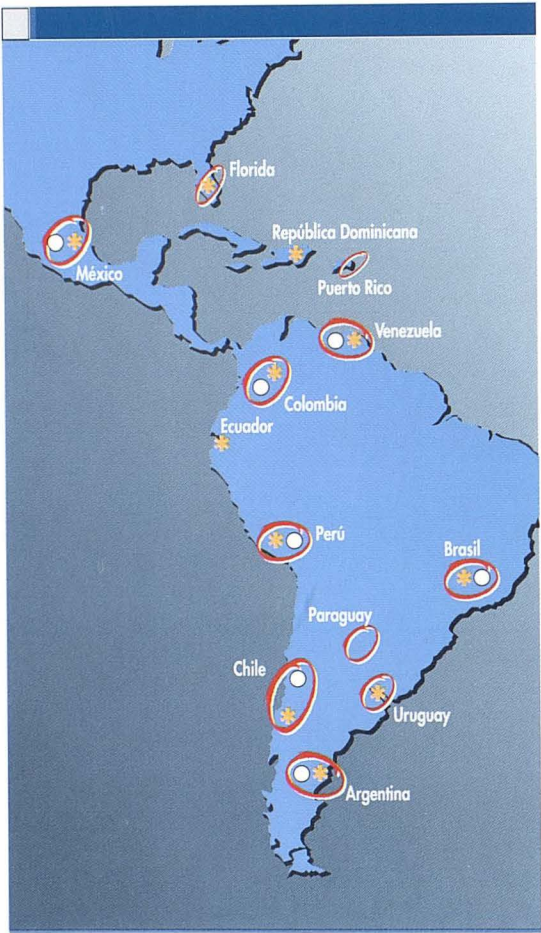 Florida
República Dominicana
México
Puerto Rico
Venezuela
Colombia
Ecuador
Perú
Brasil
Paraguay
Chile
Uruguay
Argentina